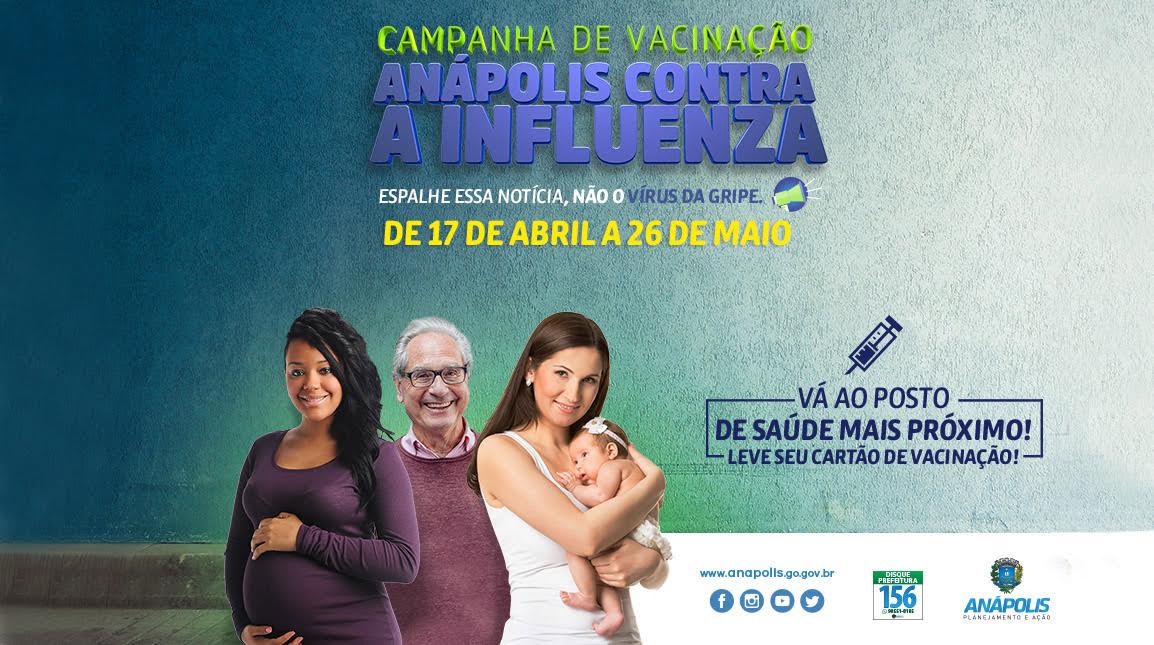 CAMPANHA DE VACINAÇÃO
ANÁPOLIS CONTRA
A INFLUENZA
ESPALHE ESSA NOTÍCIA, NÃO O VÍRUS DA GRIPE.
DE 17 DE ABRIL A 26 DE MAIO
VÁ AO POSTO
DE SAÚDE MAIS PRÓXIMO!
LEVE SEU CARTÃO DE VACINAÇÃO!
www.anapolis.go.gov.br
DISQUE
PREFEITURA
156
ANÁPOLIS
PLANEJAMENTO E AÇÃO